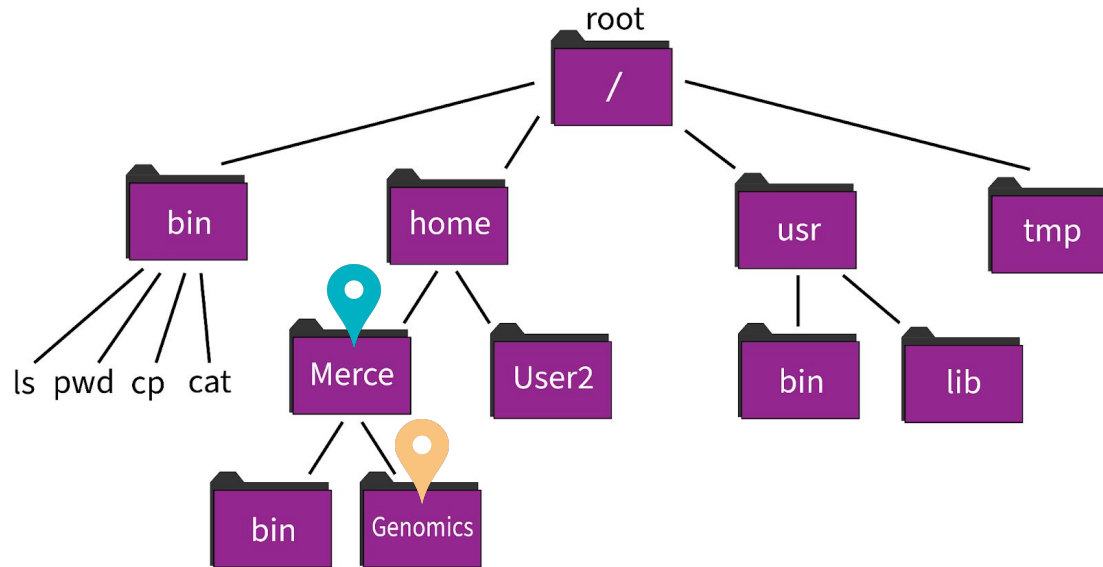 root
/
bin
home
usr
tmp
ls pwd cp cat
Merce
User2
bin
lib
bin
Genomics